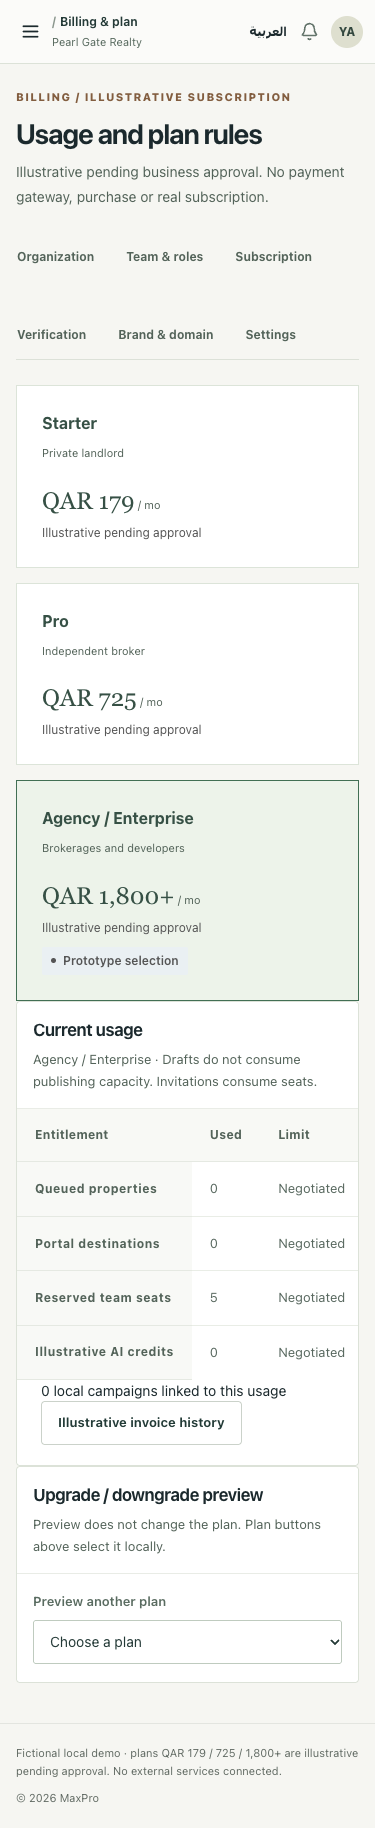 / Billing & plan
Pearl Gate Realty
العربية
YA
BILLING / ILLUSTRATIVE SUBSCRIPTION
Usage and plan rules
Illustrative pending business approval. No payment
gateway, purchase or real subscription.
Organization Team & roles Subscription
Verification Brand & domain Settings
Starter
Private landlord
QAR 179 / mo
Illustrative pending approval
Pro
Independent broker
QAR 725 / mo
Illustrative pending approval
Agency / Enterprise
Brokerages and developers
QAR 1,800+ / mo
Illustrative pending approval
Prototype selection
Current usage
Agency / Enterprise · Drafts do not consume
publishing capacity. Invitations consume seats.
Entitlement Used Limit
Queued properties 0 Negotiated
Portal destinations 0 Negotiated
Reserved team seats 5 Negotiated
Illustrative AI credits 0 Negotiated
0 local campaigns linked to this usage
Illustrative invoice history
Upgrade / downgrade preview
Preview does not change the plan. Plan buttons
above select it locally.
Preview another plan
Choose a plan
Fictional local demo · plans QAR 179 / 725 / 1,800+ are illustrative
pending approval. No external services connected.
© 2026 MaxPro